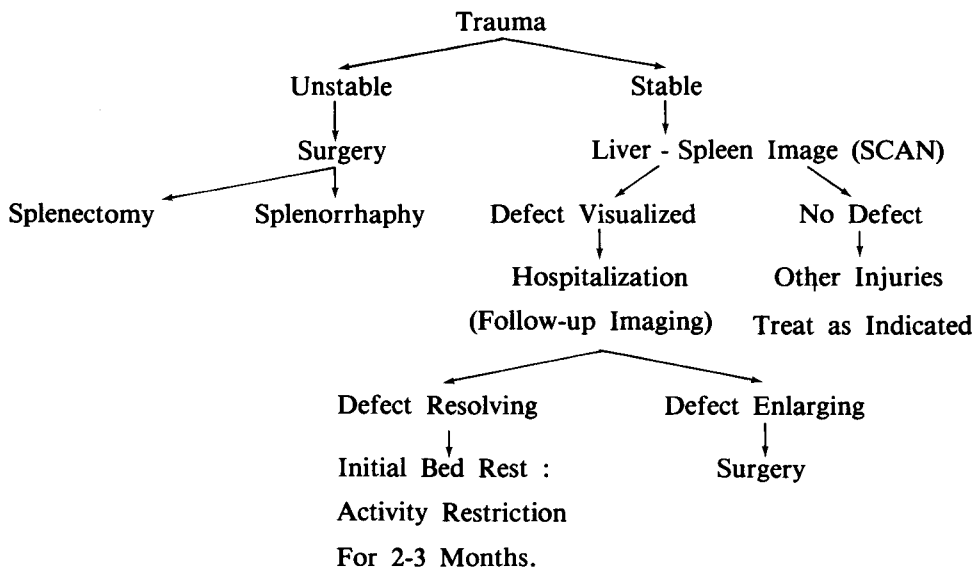 Trauma
Unstable Stable
Surgery Liver - Spleen Image (SCAN)
Splenectomy Splenorrhaphy Defect Visualized No Defect
Hospitalization Other Injuries
(Follow-up Imaging) Treat as Indicated
Defect Resolving Defect Enlarging
Initial Bed Rest : Surgery
Activity Restriction
For 2-3 Months.